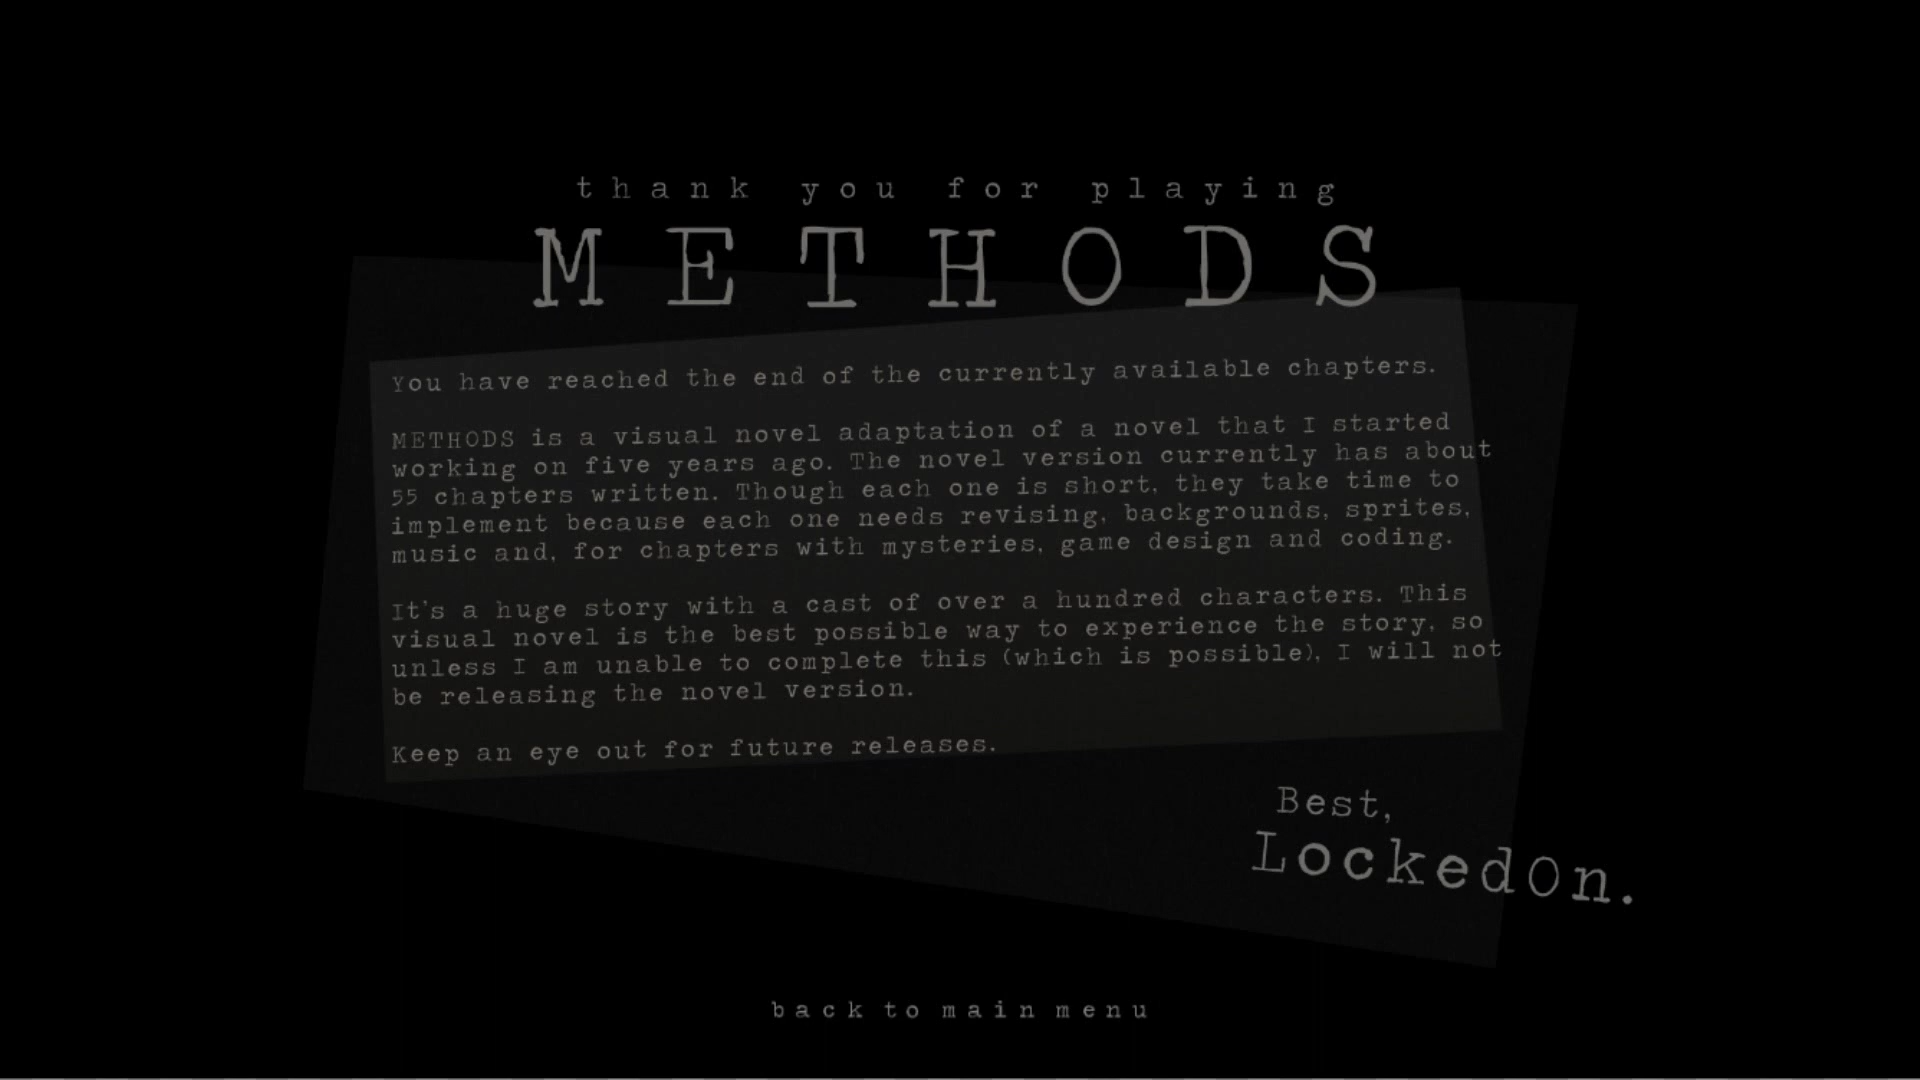 thank you for playing
METHODS
You have reached the end of the currently available chapters.
METHODS is a visual novel adaptation of a novel that I started
working on five years ago. The novel version currently has about
55 chapters written. Though each one is short, they take time to
implement because each one needs revising, backgrounds, sprites,
music and, for chapters with mysteries, game design and coding.
It's a huge story with a cast of over a hundred characters. This
visual novel is the best possible way to experience the story, so
unless I am unable to complete this (which is possible), I will not
be releasing the novel version.
Keep an eye out for future releases.
Best,
LockedOn.
back to main menu